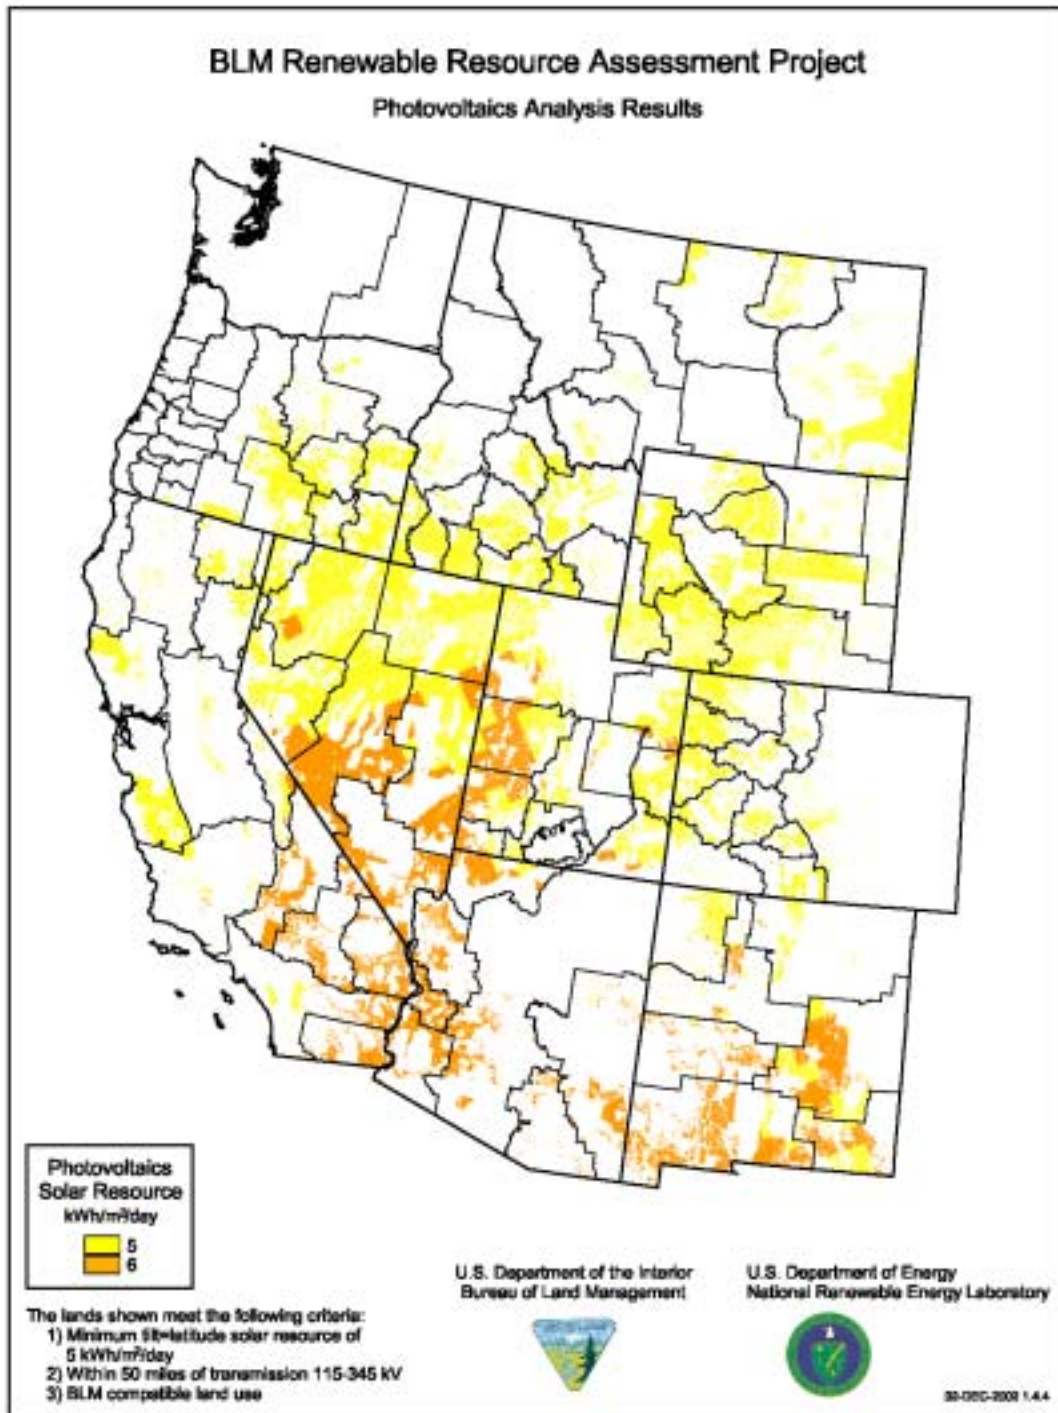 BLM Renewable Resource Assessment Project
Photovoltaics Analysis Results
Photovoltaics
Solar Resource
kWh/m²/day
5
6
The lands shown meet the following criteria:
1) Minimum tilt=latitude solar resource of
5 kWh/m²/day
2) Within 50 miles of transmission 115-345 kV
3) BLM compatible land use
U.S. Department of the Interior
Bureau of Land Management
U.S. Department of Energy
National Renewable Energy Laboratory
1.4.4